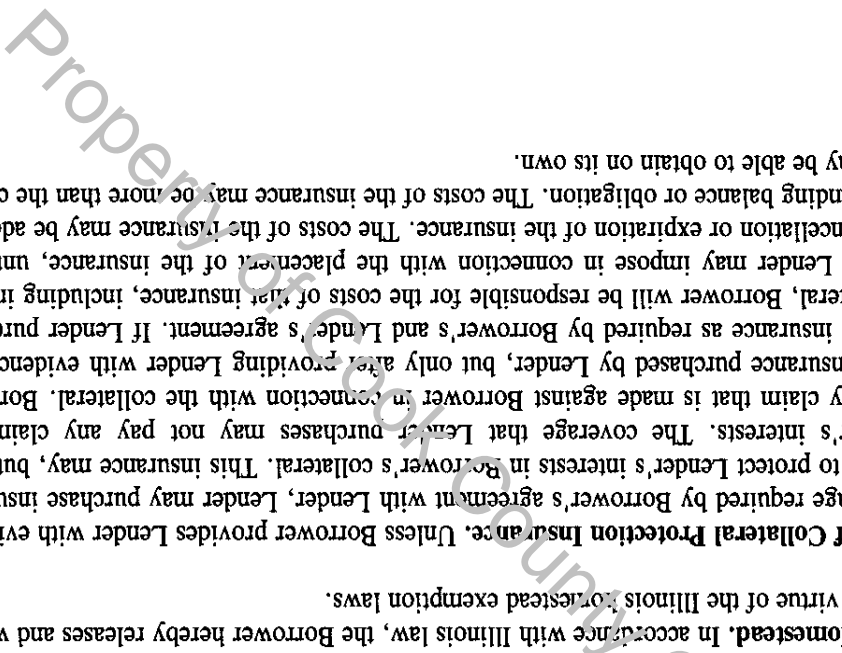 omestead. In accordance with Illinois law, the Borrower hereby releases and w
virtue of the Illinois homestead exemption laws.
f Collateral Protection Insurance. Unless Borrower provides Lender with evi
age required by Borrower's agreement with Lender, Lender may purchase insu
to protect Lender's interests in Borrower's collateral. This insurance may, but
r's interests. The coverage that Lender purchases may not pay any claim
y claim that is made against Borrower in connection with the collateral. Bor
nsurance purchased by Lender, but only after providing Lender with evidenc
insurance as required by Borrower's and Lender's agreement. If Lender purc
teral, Borrower will be responsible for the costs of that insurance, including in
Lender may impose in connection with the placement of the insurance, unt
ncellation or expiration of the insurance. The costs of the insurance may be ade
nding balance or obligation. The costs of the insurance may be more than the c
ay be able to obtain on its own.
Property of Cook County